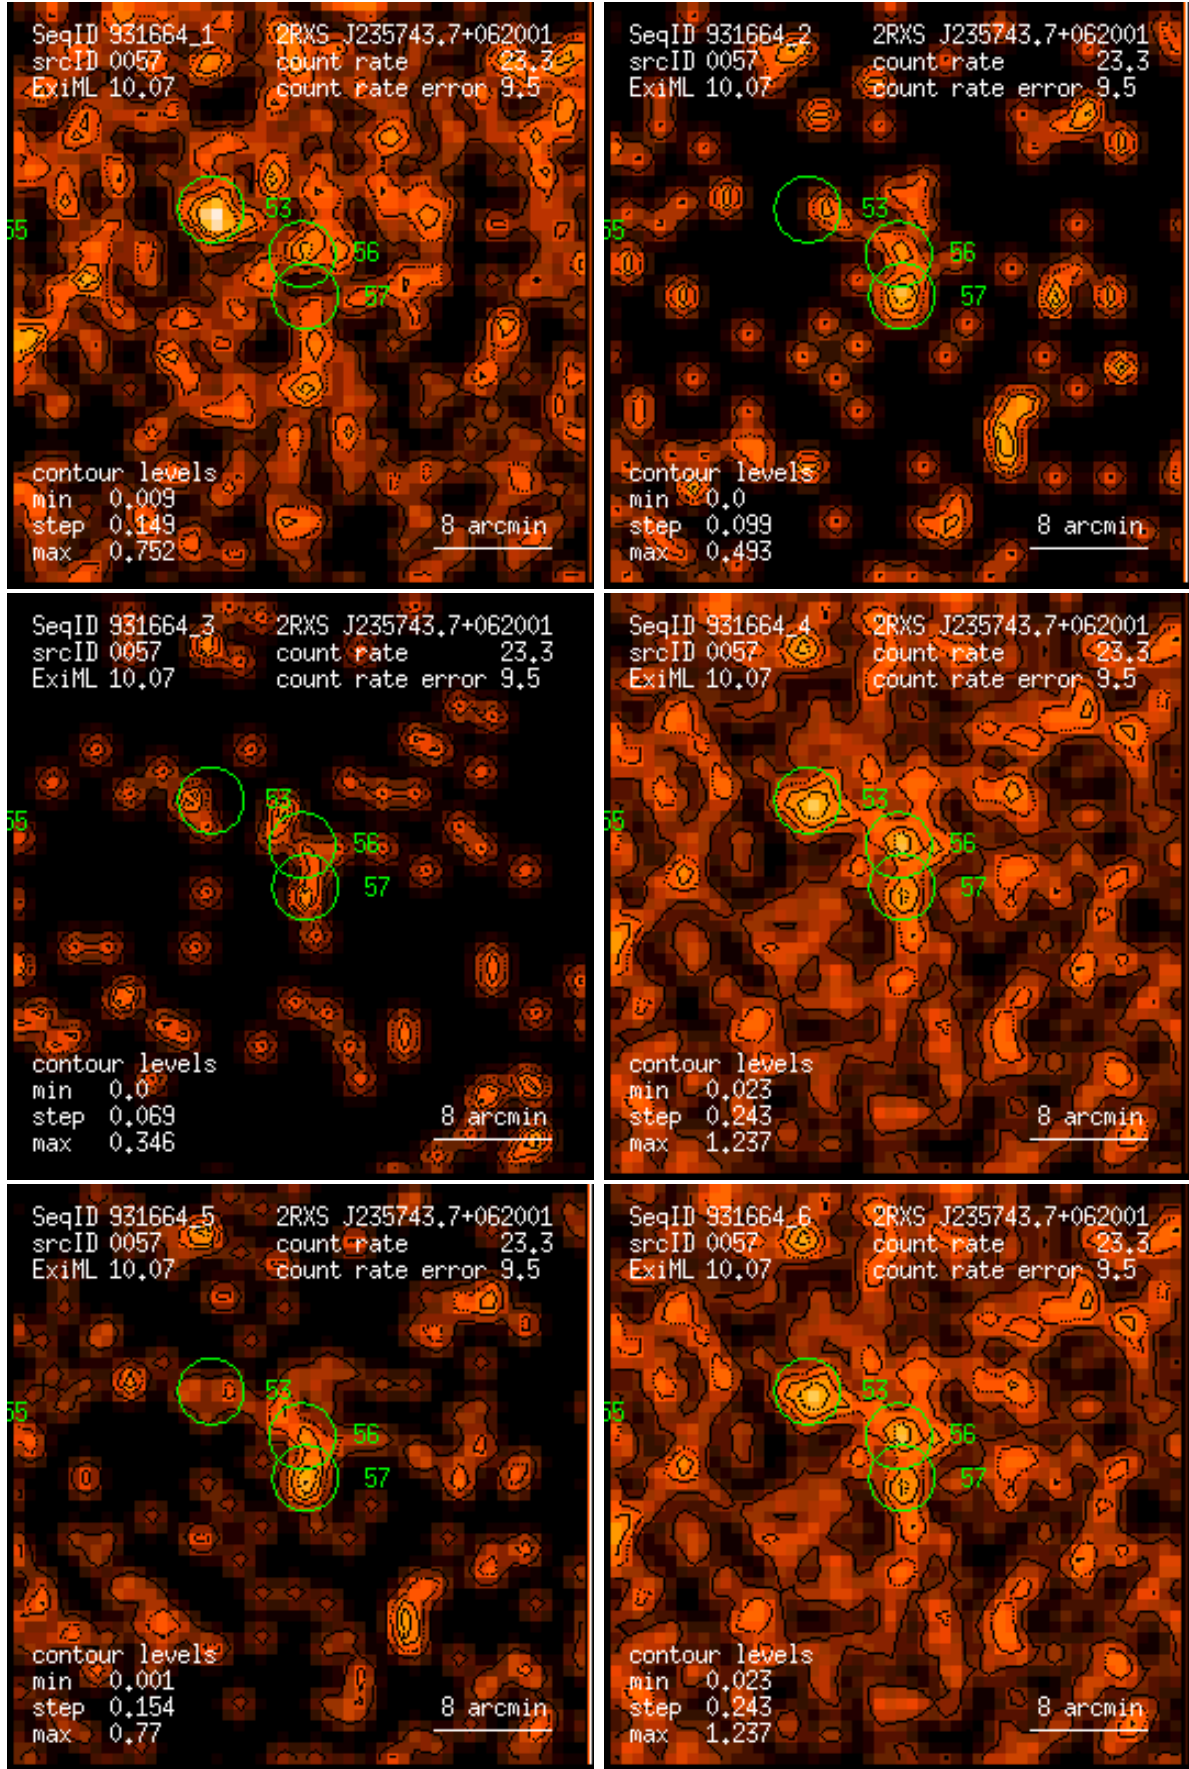 SeqID 931664_1 2RXS J235743.7+062001
srcID 0057 count rate 23.3
ExiML 10.07 count rate error 9.5
53
55
56
57
contour levels
min 0.009
step 0.149
max 0.752
8 arcmin
SeqID 931664_2 2RXS J235743.7+062001
srcID 0057 count rate 23.3
ExiML 10.07 count rate error 9.5
53
55
56
57
contour levels
min 0.0
step 0.099
max 0.493
8 arcmin
SeqID 931664_3 2RXS J235743.7+062001
srcID 0057 count rate 23.3
ExiML 10.07 count rate error 9.5
53
55
56
57
contour levels
min 0.0
step 0.069
max 0.346
8 arcmin
SeqID 931664_4 2RXS J235743.7+062001
srcID 0057 count rate 23.3
ExiML 10.07 count rate error 9.5
53
55
56
57
contour levels
min 0.023
step 0.243
max 1.237
8 arcmin
SeqID 931664_5 2RXS J235743.7+062001
srcID 0057 count rate 23.3
ExiML 10.07 count rate error 9.5
53
55
56
57
contour levels
min 0.001
step 0.154
max 0.77
8 arcmin
SeqID 931664_6 2RXS J235743.7+062001
srcID 0057 count rate 23.3
ExiML 10.07 count rate error 9.5
53
55
56
57
contour levels
min 0.023
step 0.243
max 1.237
8 arcmin